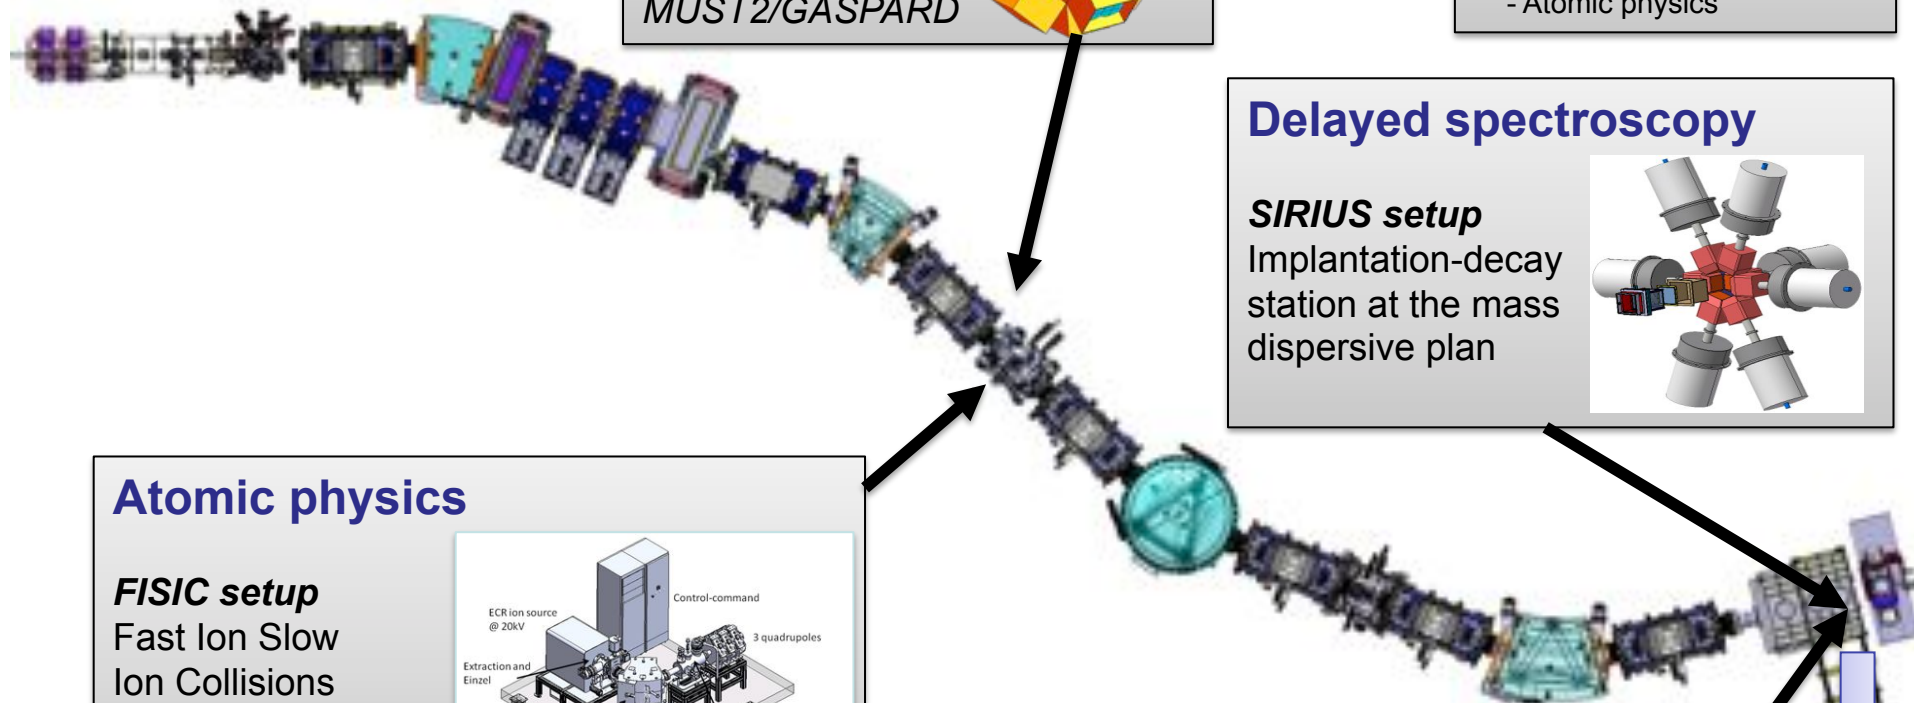 MUST2/GASPARD
- Atomic physics
Delayed spectroscopy
SIRIUS setup
Implantation-decay
station at the mass
dispersive plan
Atomic physics
FISIC setup
Fast Ion Slow
Ion Collisions
Control-command
ECR ion source
@ 20kV
3 quadrupoles
Extraction and
Einzel